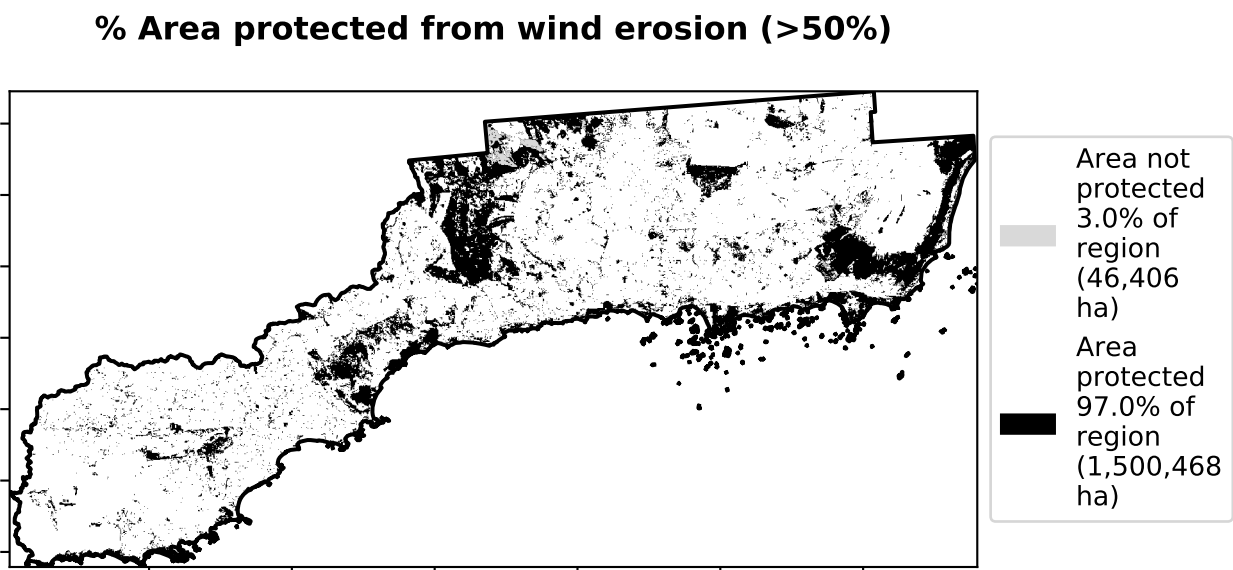 % Area protected from wind erosion (>50%)
Area not
protected
3.0% of
region
(46,406
ha)
Area
protected
97.0% of
region
(1,500,468
ha)